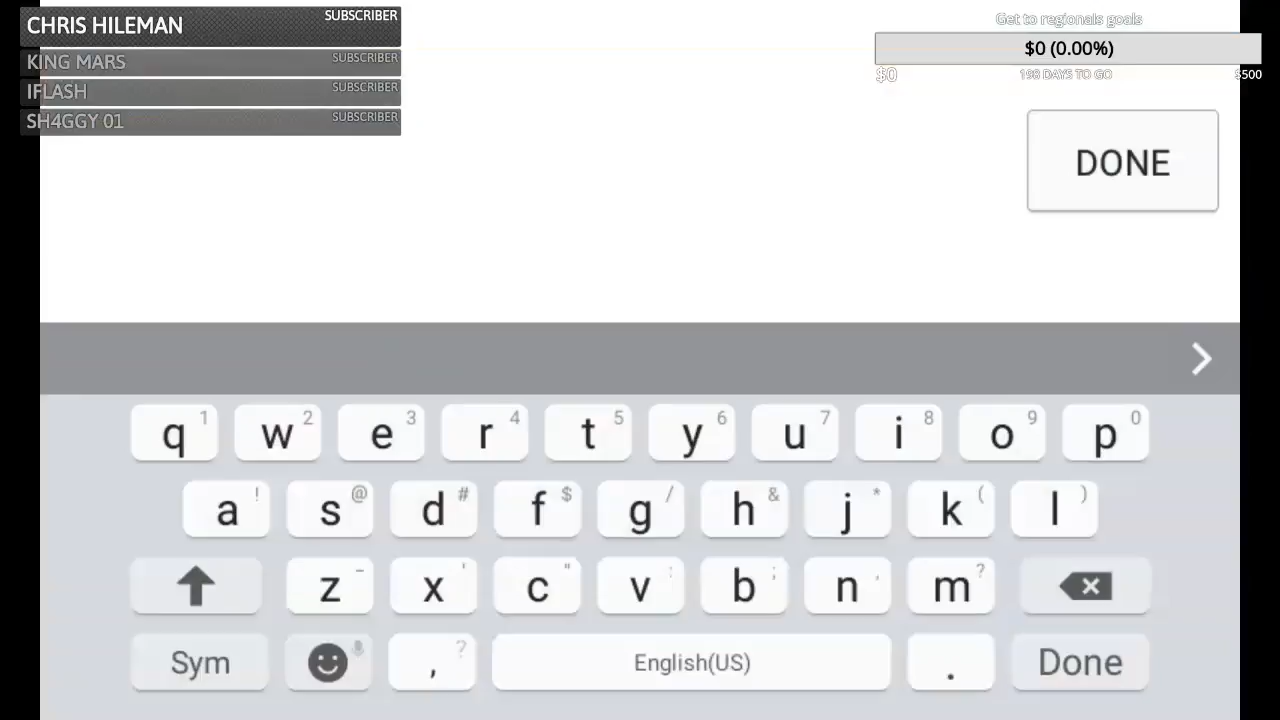 CHRIS HILEMAN SUBSCRIBER
KING MARS SUBSCRIBER
IFLASH SUBSCRIBER
SH4GGY 01 SUBSCRIBER
Get to regionals goals
$0 (0.00%)
$0 198 DAYS TO GO $500
DONE
q 1 w 2 e 3 r 4 t 5 y 6 u 7 i 8 o 9 p 0
a ! s @ d # f $ g / h & j * k ( l )
z - x ' c " v : b ; n , m ?
Sym , ? English(US) . Done